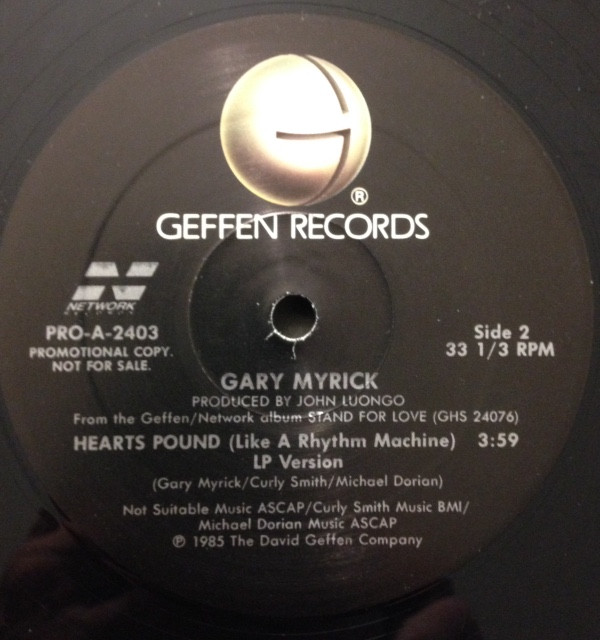 ®
GEFFEN RECORDS
NETWORK
RECORDS
PRO-A-2403
PROMOTIONAL COPY.
NOT FOR SALE.
Side 2
33 1/3 RPM
GARY MYRICK
PRODUCED BY JOHN LUONGO
From the Geffen/Network album STAND FOR LOVE (GHS 24076)
HEARTS POUND (Like A Rhythm Machine) 3:59
LP Version
(Gary Myrick/Curly Smith/Michael Dorian)
Not Suitable Music ASCAP/Curly Smith Music BMI/
Michael Dorian Music ASCAP
℗ 1985 The David Geffen Company